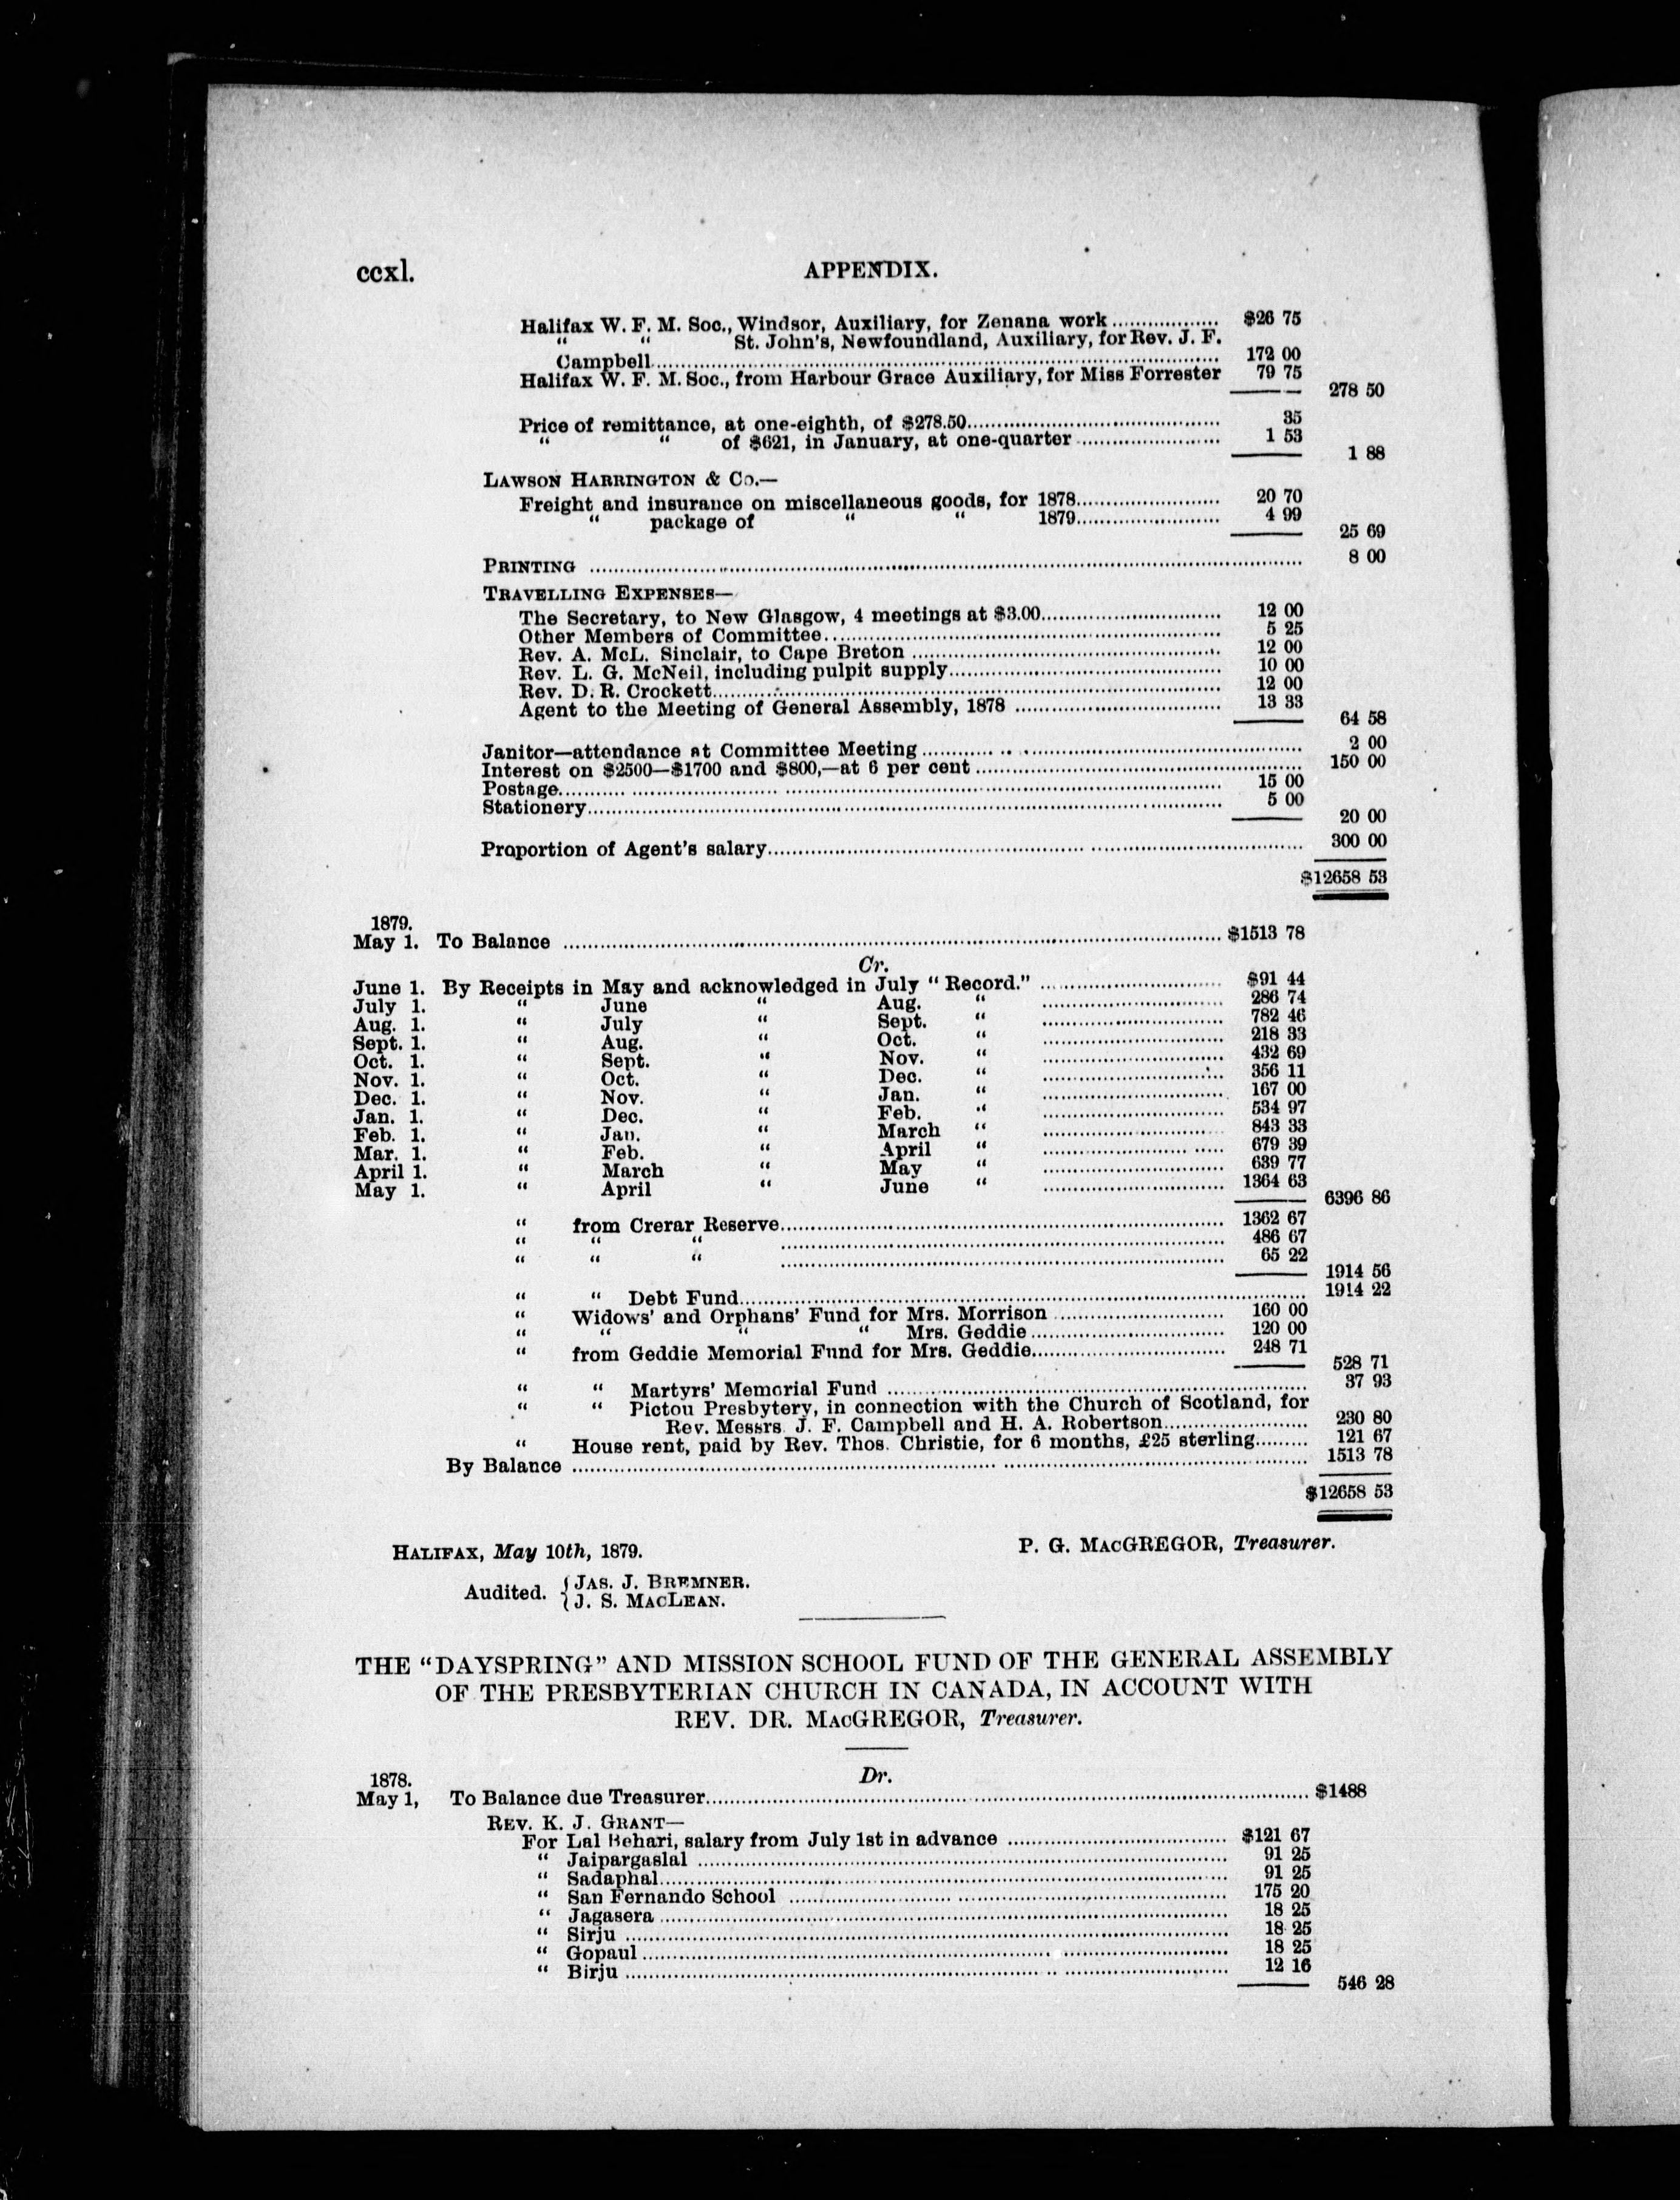 ccxl. APPENDIX.
Halifax W. F. M. Soc., Windsor, Auxiliary, for Zenana work ........ $26 75
“ “ St. John's, Newfoundland, Auxiliary, for Rev. J. F.
Campbell ........ 172 00
Halifax W. F. M. Soc., from Harbour Grace Auxiliary, for Miss Forrester 79 75
278 50
Price of remittance, at one-eighth, of $278.50 ........ 35
“ “ of $621, in January, at one-quarter ........ 1 53
1 88
LAWSON HARRINGTON & Co.—
Freight and insurance on miscellaneous goods, for 1878 ........ 20 70
“ package of “ “ 1879 ........ 4 99
25 69
PRINTING ........ 8 00
TRAVELLING EXPENSES—
The Secretary, to New Glasgow, 4 meetings at $3.00 ........ 12 00
Other Members of Committee ........ 5 25
Rev. A. McL. Sinclair, to Cape Breton ........ 12 00
Rev. L. G. McNeil, including pulpit supply ........ 10 00
Rev. D. R. Crockett ........ 12 00
Agent to the Meeting of General Assembly, 1878 ........ 13 33
64 58
Janitor—attendance at Committee Meeting ........ 2 00
Interest on $2500—$1700 and $800,—at 6 per cent ........ 150 00
Postage ........ 15 00
Stationery ........ 5 00
20 00
Proportion of Agent's salary ........ 300 00
$12658 53
1879.
May 1. To Balance ........ $1513 78
Cr.
June 1. By Receipts in May and acknowledged in July “ Record.” ........ $91 44
July 1. “ June “ Aug. “ ........ 286 74
Aug. 1. “ July “ Sept. “ ........ 782 46
Sept. 1. “ Aug. “ Oct. “ ........ 218 33
Oct. 1. “ Sept. “ Nov. “ ........ 432 69
Nov. 1. “ Oct. “ Dec. “ ........ 356 11
Dec. 1. “ Nov. “ Jan. “ ........ 167 00
Jan. 1. “ Dec. “ Feb. “ ........ 534 97
Feb. 1. “ Jan. “ March “ ........ 843 33
Mar. 1. “ Feb. “ April “ ........ 679 39
April 1. “ March “ May “ ........ 639 77
May 1. “ April “ June “ ........ 1364 63
6396 86
“ from Crerar Reserve ........ 1362 67
“ “ “ ........ 486 67
“ “ “ ........ 65 22
1914 56
“ “ Debt Fund ........ 1914 22
“ Widows' and Orphans' Fund for Mrs. Morrison ........ 160 00
“ “ “ “ Mrs. Geddie ........ 120 00
“ from Geddie Memorial Fund for Mrs. Geddie ........ 248 71
528 71
“ “ Martyrs' Memorial Fund ........ 37 93
“ “ Pictou Presbytery, in connection with the Church of Scotland, for
Rev. Messrs. J. F. Campbell and H. A. Robertson ........ 230 80
“ House rent, paid by Rev. Thos. Christie, for 6 months, £25 sterling ........ 121 67
By Balance ........ 1513 78
$12658 53
P. G. MACGREGOR, Treasurer.
HALIFAX, May 10th, 1879.
Audited. { JAS. J. BREMNER.
{ J. S. MACLEAN.
THE “DAYSPRING” AND MISSION SCHOOL FUND OF THE GENERAL ASSEMBLY
OF THE PRESBYTERIAN CHURCH IN CANADA, IN ACCOUNT WITH
REV. DR. MACGREGOR, Treasurer.
1878. Dr.
May 1, To Balance due Treasurer ........ $1488
REV. K. J. GRANT—
For Lal Behari, salary from July 1st in advance ........ $121 67
“ Jaipargaslal ........ 91 25
“ Sadaphal ........ 91 25
“ San Fernando School ........ 175 20
“ Jagasera ........ 18 25
“ Sirju ........ 18 25
“ Gopaul ........ 18 25
“ Birju ........ 12 16
546 28